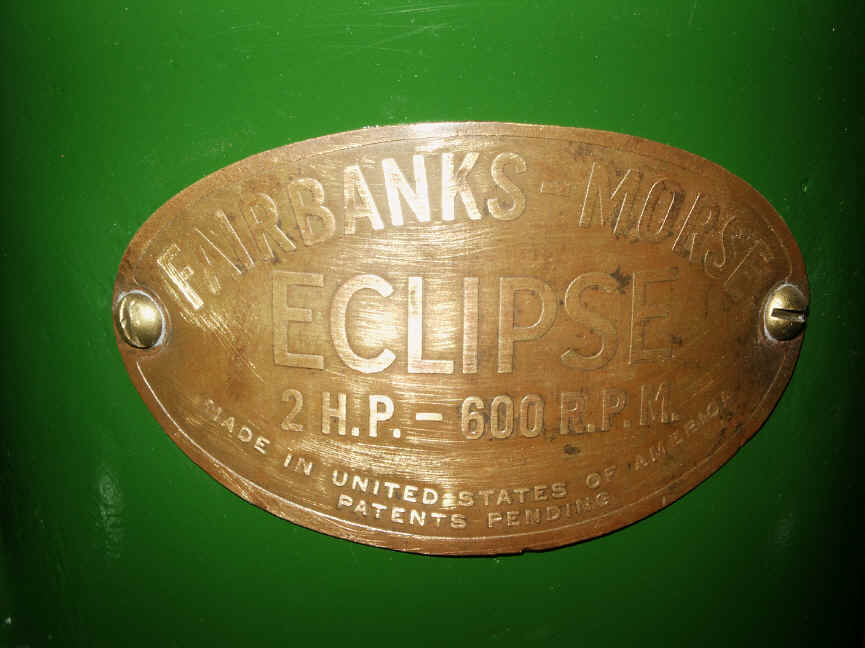 FAIRBANKS-MORSE
ECLIPSE
2 H.P. - 600 R.P.M.
MADE IN UNITED STATES OF AMERICA
PATENTS PENDING